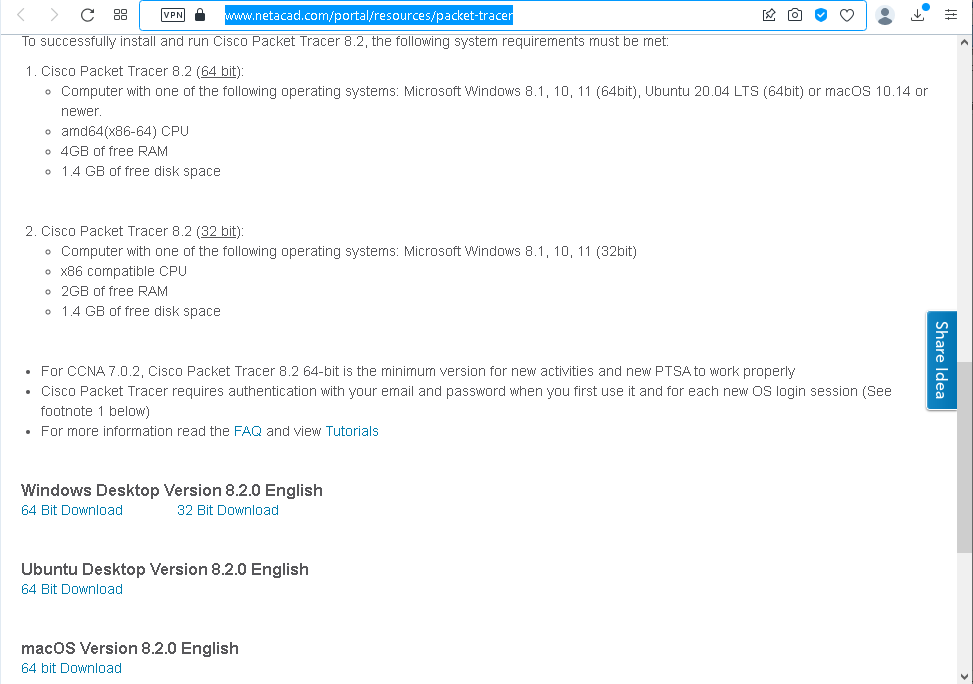 VPN www.netacad.com/portal/resources/packet-tracer
To successfully install and run Cisco Packet Tracer 8.2, the following system requirements must be met:
1. Cisco Packet Tracer 8.2 (64 bit):
Computer with one of the following operating systems: Microsoft Windows 8.1, 10, 11 (64bit), Ubuntu 20.04 LTS (64bit) or macOS 10.14 or
newer.
amd64(x86-64) CPU
4GB of free RAM
1.4 GB of free disk space
2. Cisco Packet Tracer 8.2 (32 bit):
Computer with one of the following operating systems: Microsoft Windows 8.1, 10, 11 (32bit)
x86 compatible CPU
2GB of free RAM
1.4 GB of free disk space
Share Idea
For CCNA 7.0.2, Cisco Packet Tracer 8.2 64-bit is the minimum version for new activities and new PTSA to work properly
Cisco Packet Tracer requires authentication with your email and password when you first use it and for each new OS login session (See
footnote 1 below)
For more information read the FAQ and view Tutorials
Windows Desktop Version 8.2.0 English
64 Bit Download 32 Bit Download
Ubuntu Desktop Version 8.2.0 English
64 Bit Download
macOS Version 8.2.0 English
64 bit Download